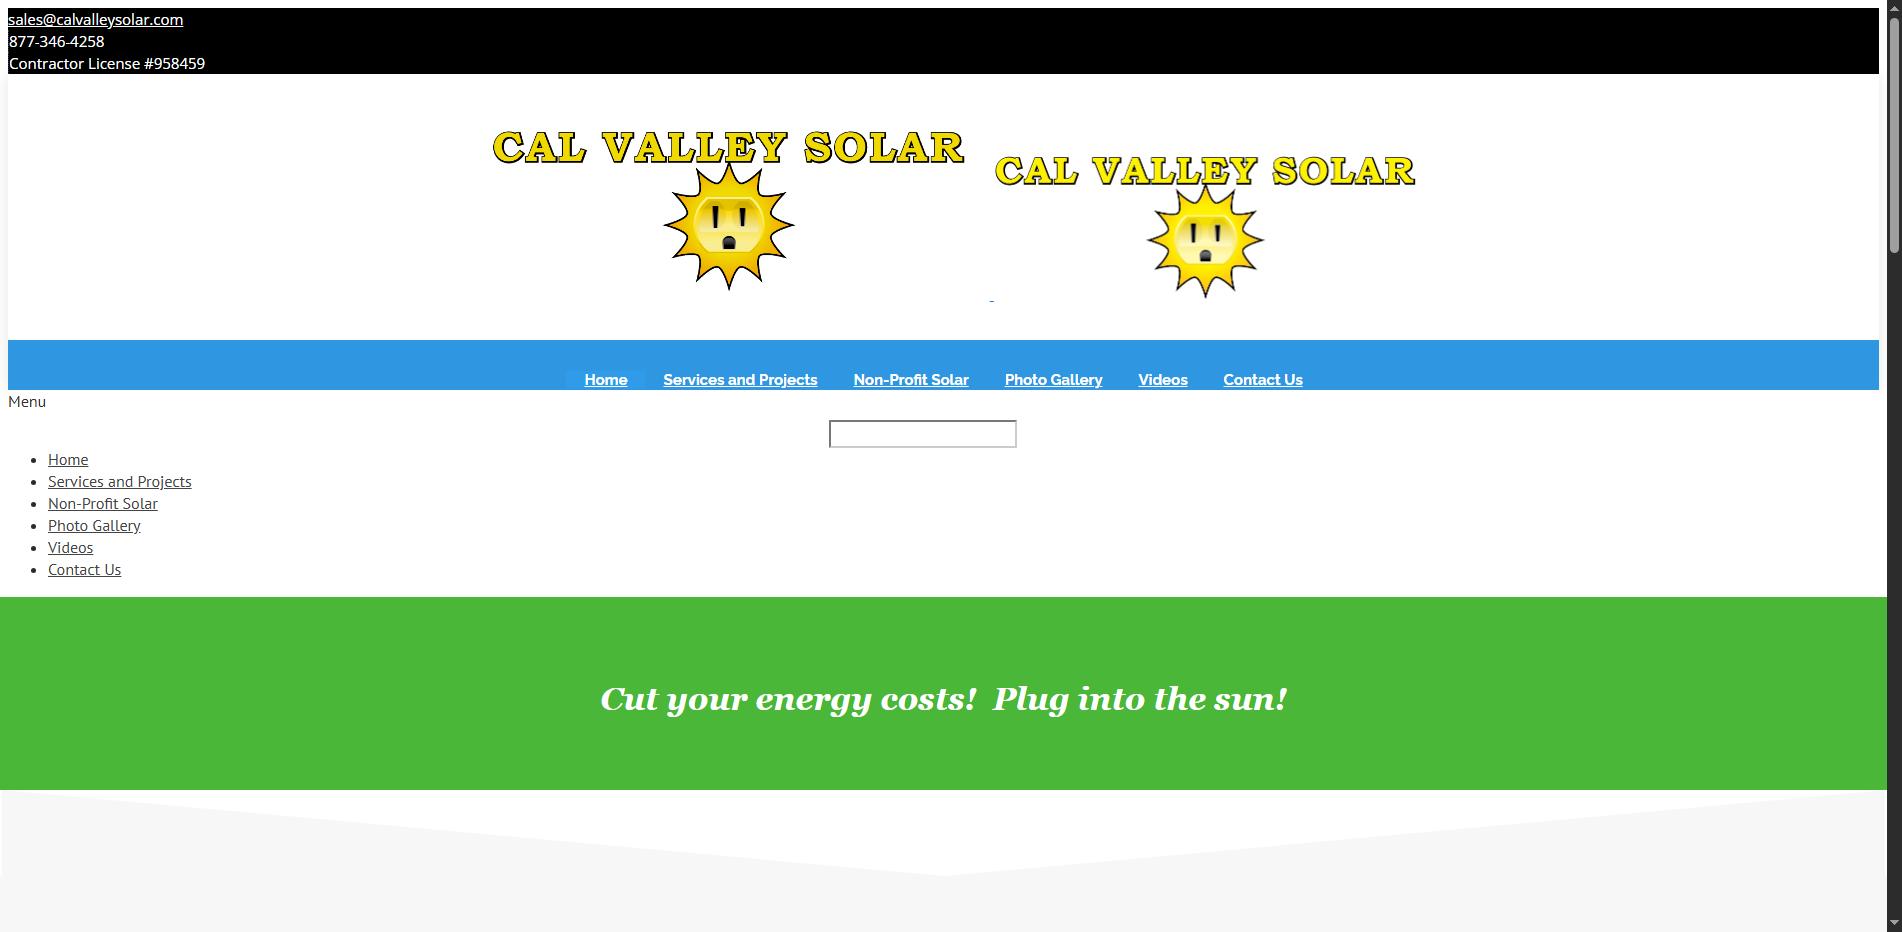 sales@calvalleysolar.com
877-346-4258
Contractor License #958459
CAL VALLEY SOLAR
CAL VALLEY SOLAR
Home Services and Projects Non-Profit Solar Photo Gallery Videos Contact Us
Menu
Home
Services and Projects
Non-Profit Solar
Photo Gallery
Videos
Contact Us
Cut your energy costs!  Plug into the sun!